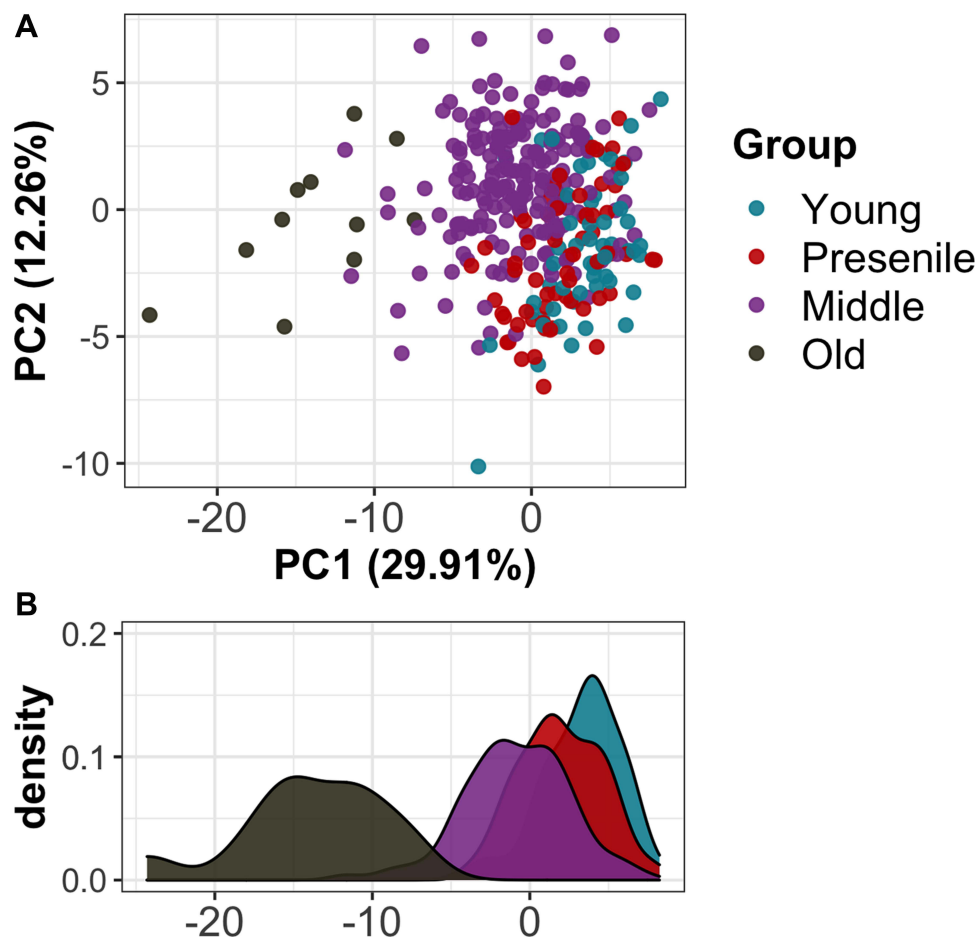 A
PC2 (12.26%)
5
0
-5
-10
-20 -10 0
PC1 (29.91%)
Group
Young
Presenile
Middle
Old
B
density
0.2
0.1
0.0
-20 -10 0